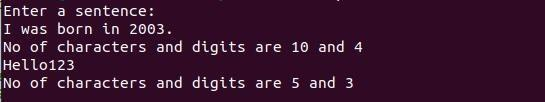 Enter a sentence:
I was born in 2003.
No of characters and digits are 10 and 4
Hello123
No of characters and digits are 5 and 3